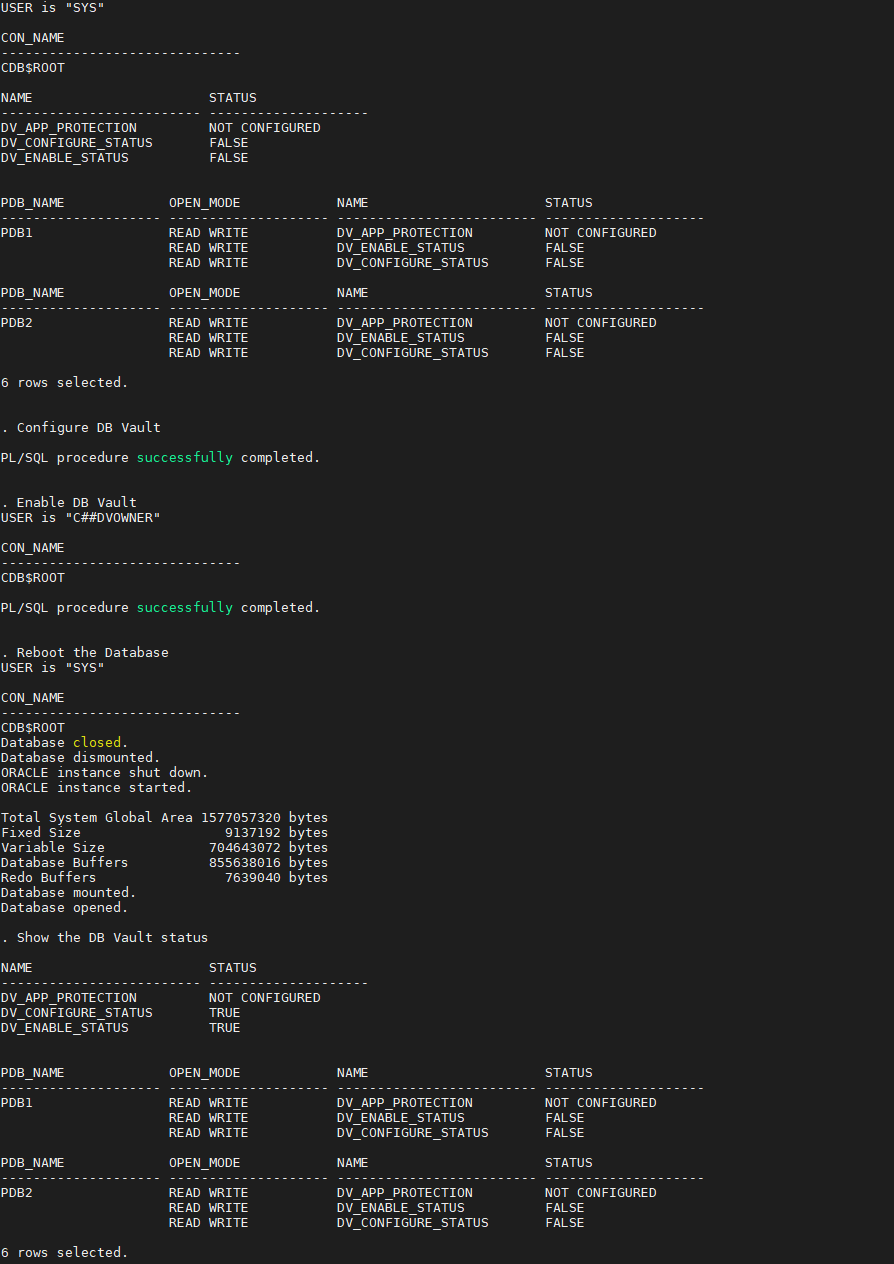 USER is "SYS"
CON_NAME
------------------------------
CDB$ROOT
NAME                      STATUS
------------------------- --------------------
DV_APP_PROTECTION         NOT CONFIGURED
DV_CONFIGURE_STATUS       FALSE
DV_ENABLE_STATUS          FALSE
PDB_NAME             OPEN_MODE            NAME                      STATUS
-------------------- -------------------- ------------------------- --------------------
PDB1                 READ WRITE           DV_APP_PROTECTION         NOT CONFIGURED
                     READ WRITE           DV_ENABLE_STATUS          FALSE
                     READ WRITE           DV_CONFIGURE_STATUS       FALSE
PDB_NAME             OPEN_MODE            NAME                      STATUS
-------------------- -------------------- ------------------------- --------------------
PDB2                 READ WRITE           DV_APP_PROTECTION         NOT CONFIGURED
                     READ WRITE           DV_ENABLE_STATUS          FALSE
                     READ WRITE           DV_CONFIGURE_STATUS       FALSE
6 rows selected.
. Configure DB Vault
PL/SQL procedure successfully completed.
. Enable DB Vault
USER is "C##DVOWNER"
CON_NAME
------------------------------
CDB$ROOT
PL/SQL procedure successfully completed.
. Reboot the Database
USER is "SYS"
CON_NAME
------------------------------
CDB$ROOT
Database closed.
Database dismounted.
ORACLE instance shut down.
ORACLE instance started.
Total System Global Area 1577057320 bytes
Fixed Size                  9137192 bytes
Variable Size             704643072 bytes
Database Buffers          855638016 bytes
Redo Buffers                7639040 bytes
Database mounted.
Database opened.
. Show the DB Vault status
NAME                      STATUS
------------------------- --------------------
DV_APP_PROTECTION         NOT CONFIGURED
DV_CONFIGURE_STATUS       TRUE
DV_ENABLE_STATUS          TRUE
PDB_NAME             OPEN_MODE            NAME                      STATUS
-------------------- -------------------- ------------------------- --------------------
PDB1                 READ WRITE           DV_APP_PROTECTION         NOT CONFIGURED
                     READ WRITE           DV_ENABLE_STATUS          FALSE
                     READ WRITE           DV_CONFIGURE_STATUS       FALSE
PDB_NAME             OPEN_MODE            NAME                      STATUS
-------------------- -------------------- ------------------------- --------------------
PDB2                 READ WRITE           DV_APP_PROTECTION         NOT CONFIGURED
                     READ WRITE           DV_ENABLE_STATUS          FALSE
                     READ WRITE           DV_CONFIGURE_STATUS       FALSE
6 rows selected.